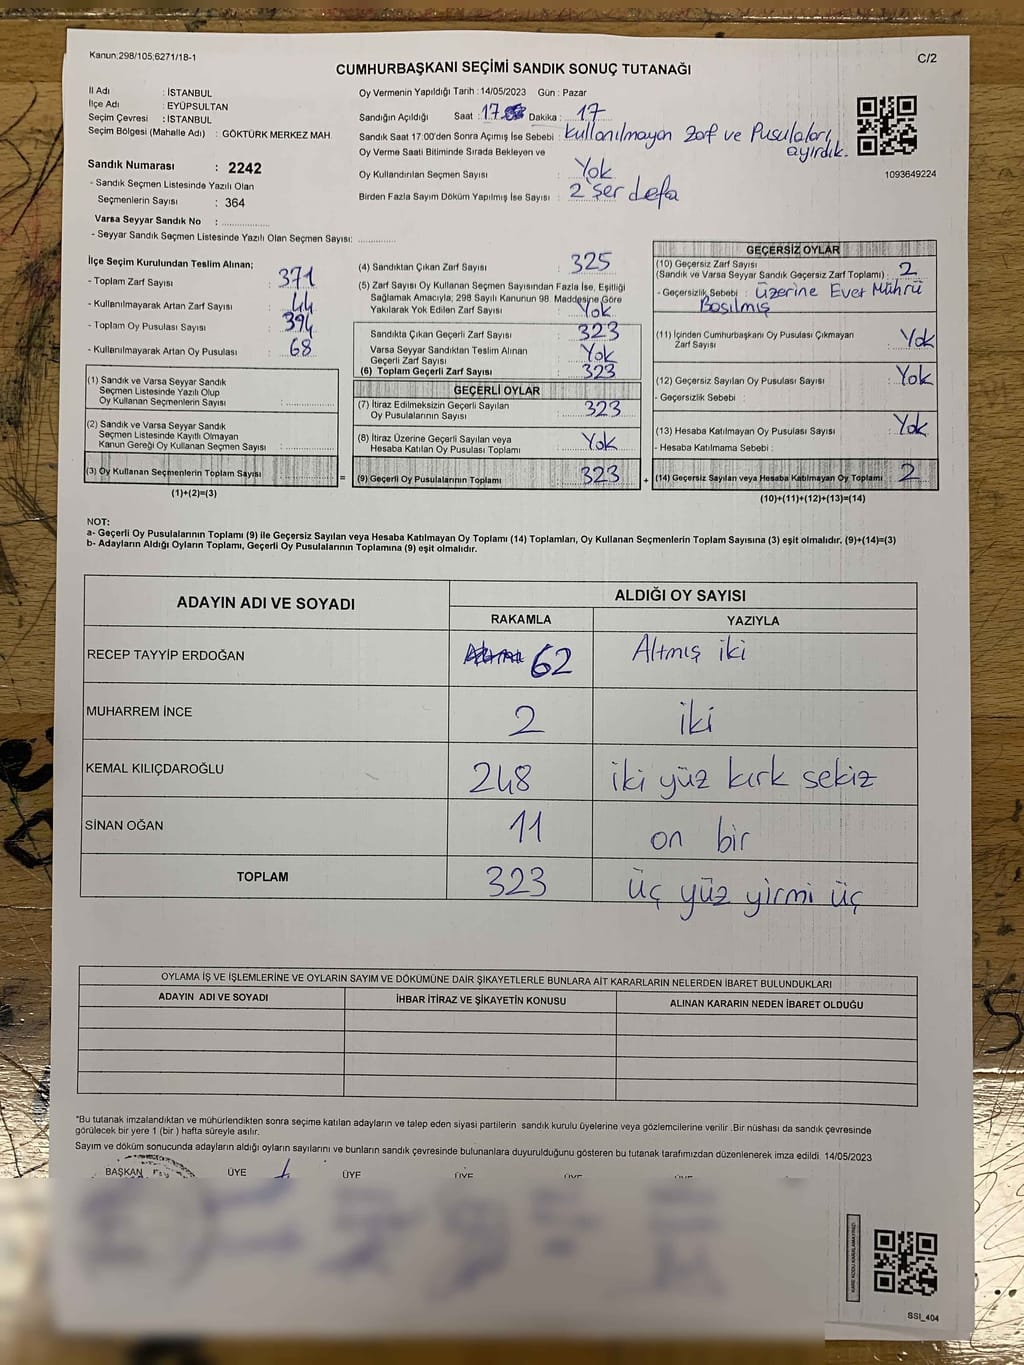 Kanun:298/105;6271/18-1
C/2
CUMHURBAŞKANI SEÇİMİ SANDIK SONUÇ TUTANAĞI
İl Adı : İSTANBUL
İlçe Adı : EYÜPSULTAN
Seçim Çevresi : İSTANBUL
Seçim Bölgesi (Mahalle Adı) : GÖKTÜRK MERKEZ MAH.
Sandık Numarası : 2242
- Sandık Seçmen Listesinde Yazılı Olan
Seçmenlerin Sayısı : 364
Varsa Seyyar Sandık No : ..............
- Seyyar Sandık Seçmen Listesinde Yazılı Olan Seçmen Sayısı: ..............
Oy Vermenin Yapıldığı Tarih : 14/05/2023 Gün : Pazar
Sandığın Açıldığı Saat : 17 Dakika : 17
Sandık Saat 17:00'den Sonra Açımış İse Sebebi : kullanılmayan zarf ve Pusulaları
ayırdık.
Oy Verme Saati Bitiminde Sırada Bekleyen ve
Oy Kullandırılan Seçmen Sayısı : Yok
Birden Fazla Sayım Döküm Yapılmış İse Sayısı : 2 şer defa
1093649224
İlçe Seçim Kurulundan Teslim Alınan;
- Toplam Zarf Sayısı : 371
- Kullanılmayarak Artan Zarf Sayısı : 44
- Toplam Oy Pusulası Sayısı : 394
- Kullanılmayarak Artan Oy Pusulası : 68
(1) Sandık ve Varsa Seyyar Sandık
Seçmen Listesinde Yazılı Olup
Oy Kullanan Seçmenlerin Sayısı : ..............
(2) Sandık ve Varsa Seyyar Sandık
Seçmen Listesinde Kayıtlı Olmayan
Kanun Gereği Oy Kullanan Seçmen Sayısı : ..............
(3) Oy Kullanan Seçmenlerin Toplam Sayısı
=
(1)+(2)=(3)
(4) Sandıktan Çıkan Zarf Sayısı : 325
(5) Zarf Sayısı Oy Kullanan Seçmen Sayısından Fazla İse, Eşitliği
Sağlamak Amacıyla; 298 Sayılı Kanunun 98. Maddesine Göre
Yakılarak Yok Edilen Zarf Sayısı : Yok
Sandıkta Çıkan Geçerli Zarf Sayısı : 323
Varsa Seyyar Sandıktan Teslim Alınan
Geçerli Zarf Sayısı : Yok
(6) Toplam Geçerli Zarf Sayısı : 323
GEÇERLİ OYLAR
(7) İtiraz Edilmeksizin Geçerli Sayılan
Oy Pusulalarının Sayısı : 323
(8) İtiraz Üzerine Geçerli Sayılan veya
Hesaba Katılan Oy Pusulası Toplamı : Yok
(9) Geçerli Oy Pusulalarının Toplamı : 323
+
GEÇERSİZ OYLAR
(10) Geçersiz Zarf Sayısı
(Sandık ve Varsa Seyyar Sandık Geçersiz Zarf Toplamı) : 2
- Geçersizlik Sebebi : Üzerine Evet Mührü
Basılmış
(11) İçinden Cumhurbaşkanı Oy Pusulası Çıkmayan
Zarf Sayısı : Yok
(12) Geçersiz Sayılan Oy Pusulası Sayısı : Yok
- Geçersizlik Sebebi :
(13) Hesaba Katılmayan Oy Pusulası Sayısı : Yok
- Hesaba Katılmama Sebebi :
(14) Geçersiz Sayılan veya Hesaba Katılmayan Oy Toplamı : 2
(10)+(11)+(12)+(13)=(14)
NOT:
a- Geçerli Oy Pusulalarının Toplamı (9) ile Geçersiz Sayılan veya Hesaba Katılmayan Oy Toplamı (14) Toplamları, Oy Kullanan Seçmenlerin Toplam Sayısına (3) eşit olmalıdır. (9)+(14)=(3)
b- Adayların Aldığı Oyların Toplamı, Geçerli Oy Pusulalarının Toplamına (9) eşit olmalıdır.
ADAYIN ADI VE SOYADI
ALDIĞI OY SAYISI
RAKAMLA YAZIYLA
RECEP TAYYİP ERDOĞAN 62 Altmış iki
MUHARREM İNCE 2 iki
KEMAL KILIÇDAROĞLU 248 iki yüz kırk sekiz
SİNAN OĞAN 11 on bir
TOPLAM 323 üç yüz yirmi üç
OYLAMA İŞ VE İŞLEMLERİNE VE OYLARIN SAYIM VE DÖKÜMÜNE DAİR ŞİKAYETLERLE BUNLARA AİT KARARLARIN NELERDEN İBARET BULUNDUKLARI
ADAYIN ADI VE SOYADI İHBAR İTİRAZ VE ŞİKAYETİN KONUSU ALINAN KARARIN NEDEN İBARET OLDUĞU
*Bu tutanak imzalandıktan ve mühürlendikten sonra seçime katılan adayların ve talep eden siyasi partilerin sandık kurulu üyelerine veya gözlemcilerine verilir .Bir nüshası da sandık çevresinde
görülecek bir yere 1 (bir ) hafta süreyle asılır.
Sayım ve döküm sonucunda adayların aldığı oyların sayılarını ve bunların sandık çevresinde bulunanlara duyurulduğunu gösteren bu tutanak tarafımızdan düzenlenerek imza edildi. 14/05/2023
BAŞKAN ÜYE ÜYE ÜYE ÜYE ÜYE
KARE KODU KARALAMAYINIZ!
SSI_404